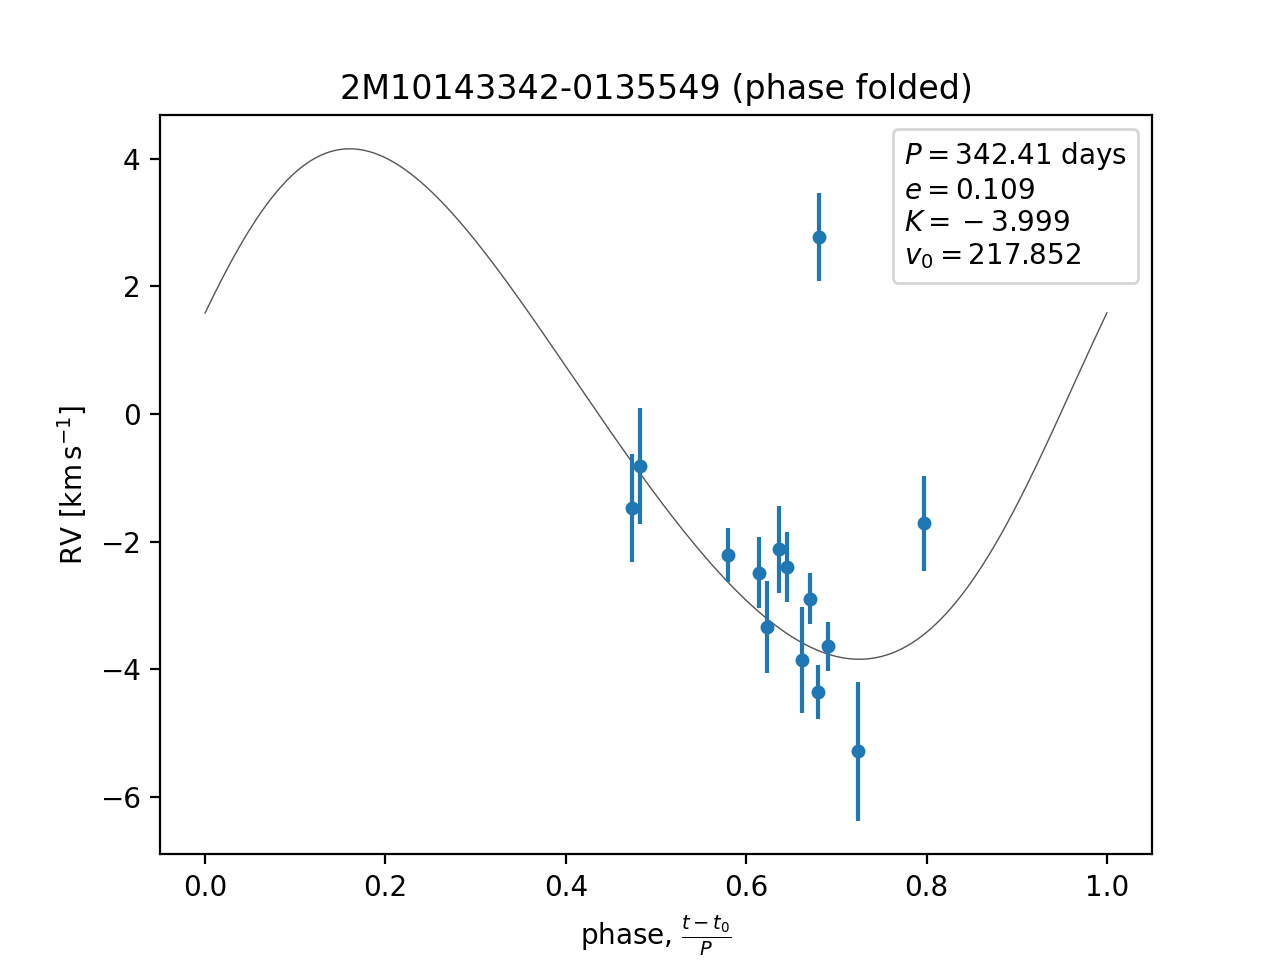 2M10143342-0135549 (phase folded)
P = 342.41 days
e = 0.109
K = −3.999
v₀ = 217.852
4
2
0
−2
−4
−6
RV [km s⁻¹]
0.0 0.2 0.4 0.6 0.8 1.0
phase, (t − t₀)/P